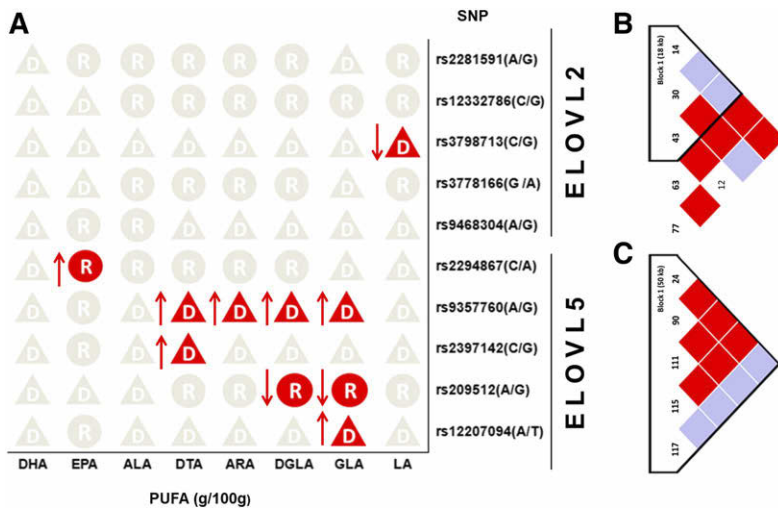 A
SNP
D R R R R R D R rs2281591(A/G)
D D R R R R R R rs12332786(C/G)
D D D D D D D ↓ D rs3798713(C/G)
D D R R R R R R rs3778166(G /A)
D R R D D D D D rs9468304(A/G)
ELOVL2
D ↑ R R R R R D D rs2294867(C/A)
D R D ↑ D ↑ D ↑ D ↑ D D rs9357760(A/G)
D R D ↑ D D D D D rs2397142(C/G)
D D D R R ↓ R ↓ R R rs209512(A/G)
D R D D D D ↑ D D rs12207094(A/T)
ELOVL5
DHA EPA ALA DTA ARA DGLA GLA LA
PUFA (g/100g)
B
Block 1 (18 kb)
14
30
43
63
77
12
C
Block 1 (50 kb)
24
90
111
115
117